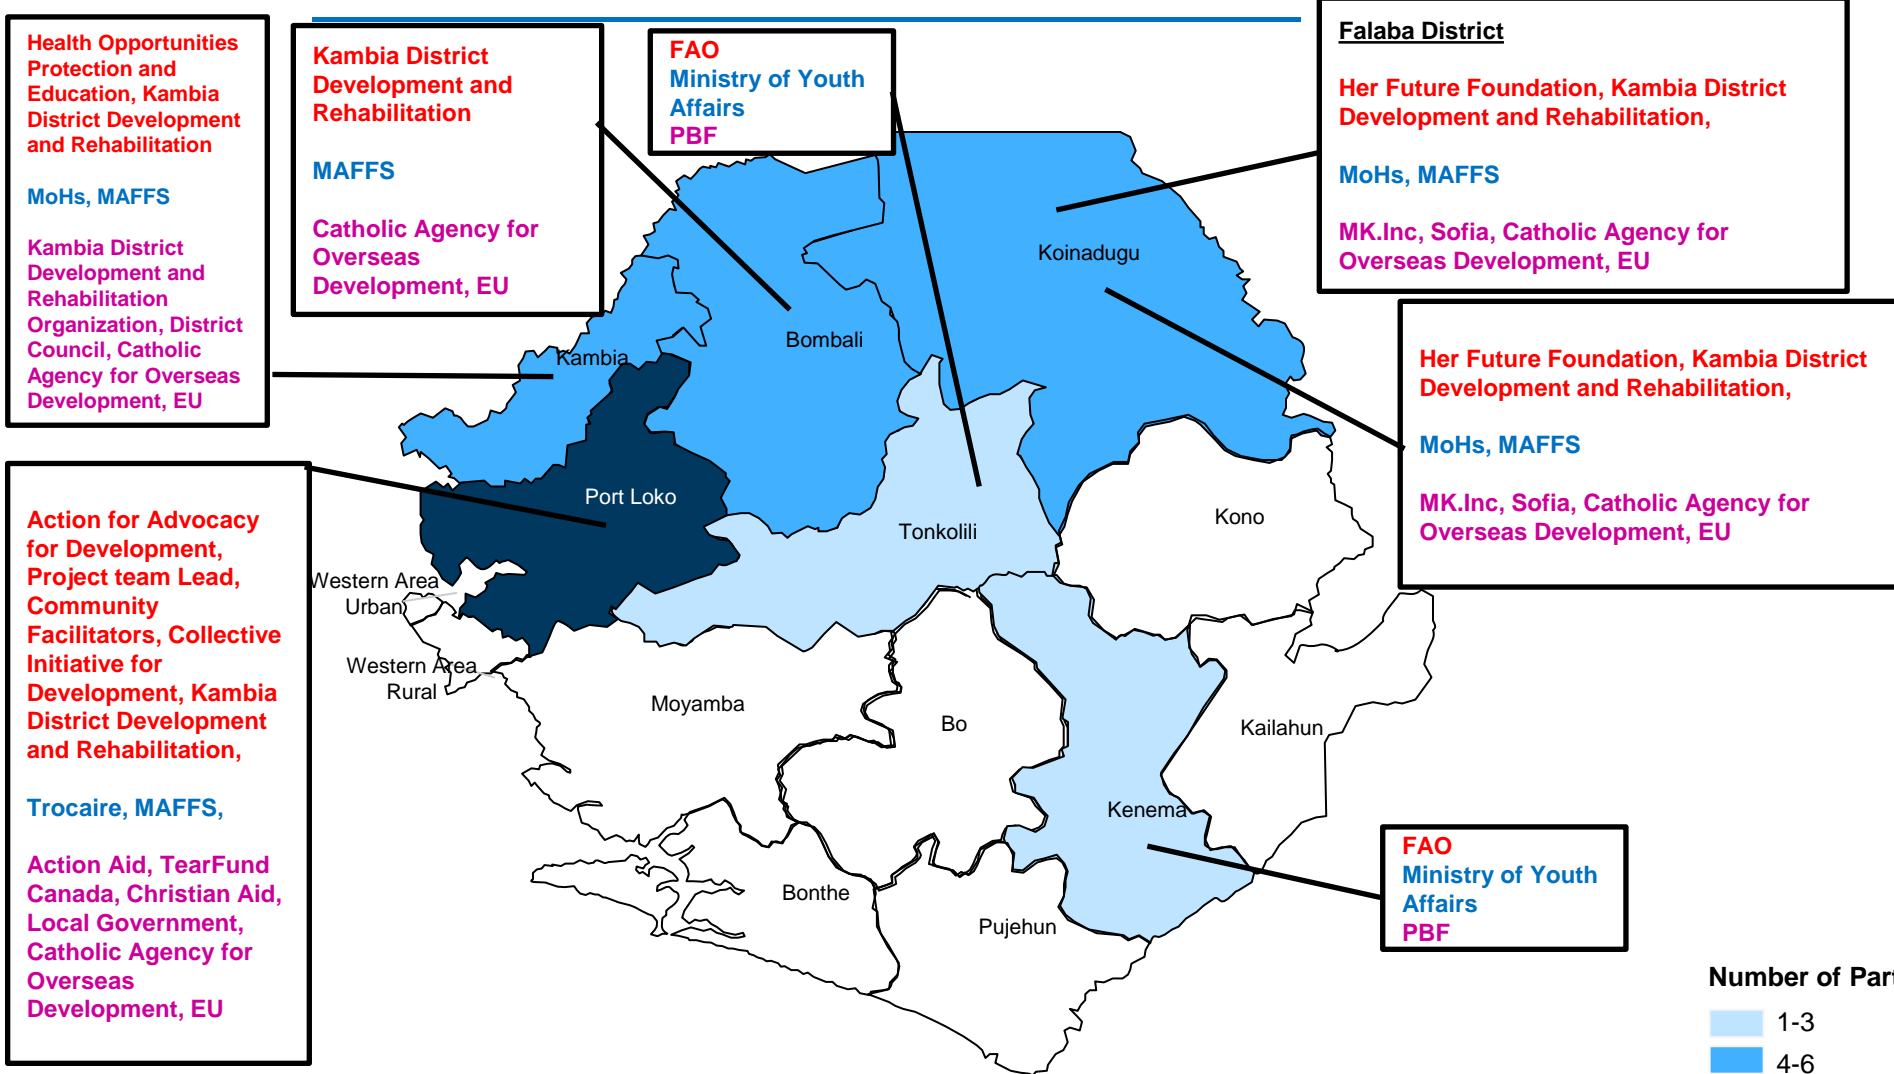 Health Opportunities
Protection and
Education, Kambia
District Development
and Rehabilitation
MoHs, MAFFS
Kambia District
Development and
Rehabilitation
Organization, District
Council, Catholic
Agency for Overseas
Development, EU
Kambia District
Development and
Rehabilitation
MAFFS
Catholic Agency for
Overseas
Development, EU
FAO
Ministry of Youth
Affairs
PBF
Falaba District
Her Future Foundation, Kambia District
Development and Rehabilitation,
MoHs, MAFFS
MK.Inc, Sofia, Catholic Agency for
Overseas Development, EU
Her Future Foundation, Kambia District
Development and Rehabilitation,
MoHs, MAFFS
MK.Inc, Sofia, Catholic Agency for
Overseas Development, EU
Action for Advocacy
for Development,
Project team Lead,
Community
Facilitators, Collective
Initiative for
Development, Kambia
District Development
and Rehabilitation,
Trocaire, MAFFS,
Action Aid, TearFund
Canada, Christian Aid,
Local Government,
Catholic Agency for
Overseas
Development, EU
Koinadugu
Bombali
Kambia
Port Loko
Tonkolili
Kono
Western Area
Urban
Western Area
Rural
Moyamba
Bo
Kailahun
Kenema
Bonthe
Pujehun
FAO
Ministry of Youth
Affairs
PBF
Number of Part
1-3
4-6